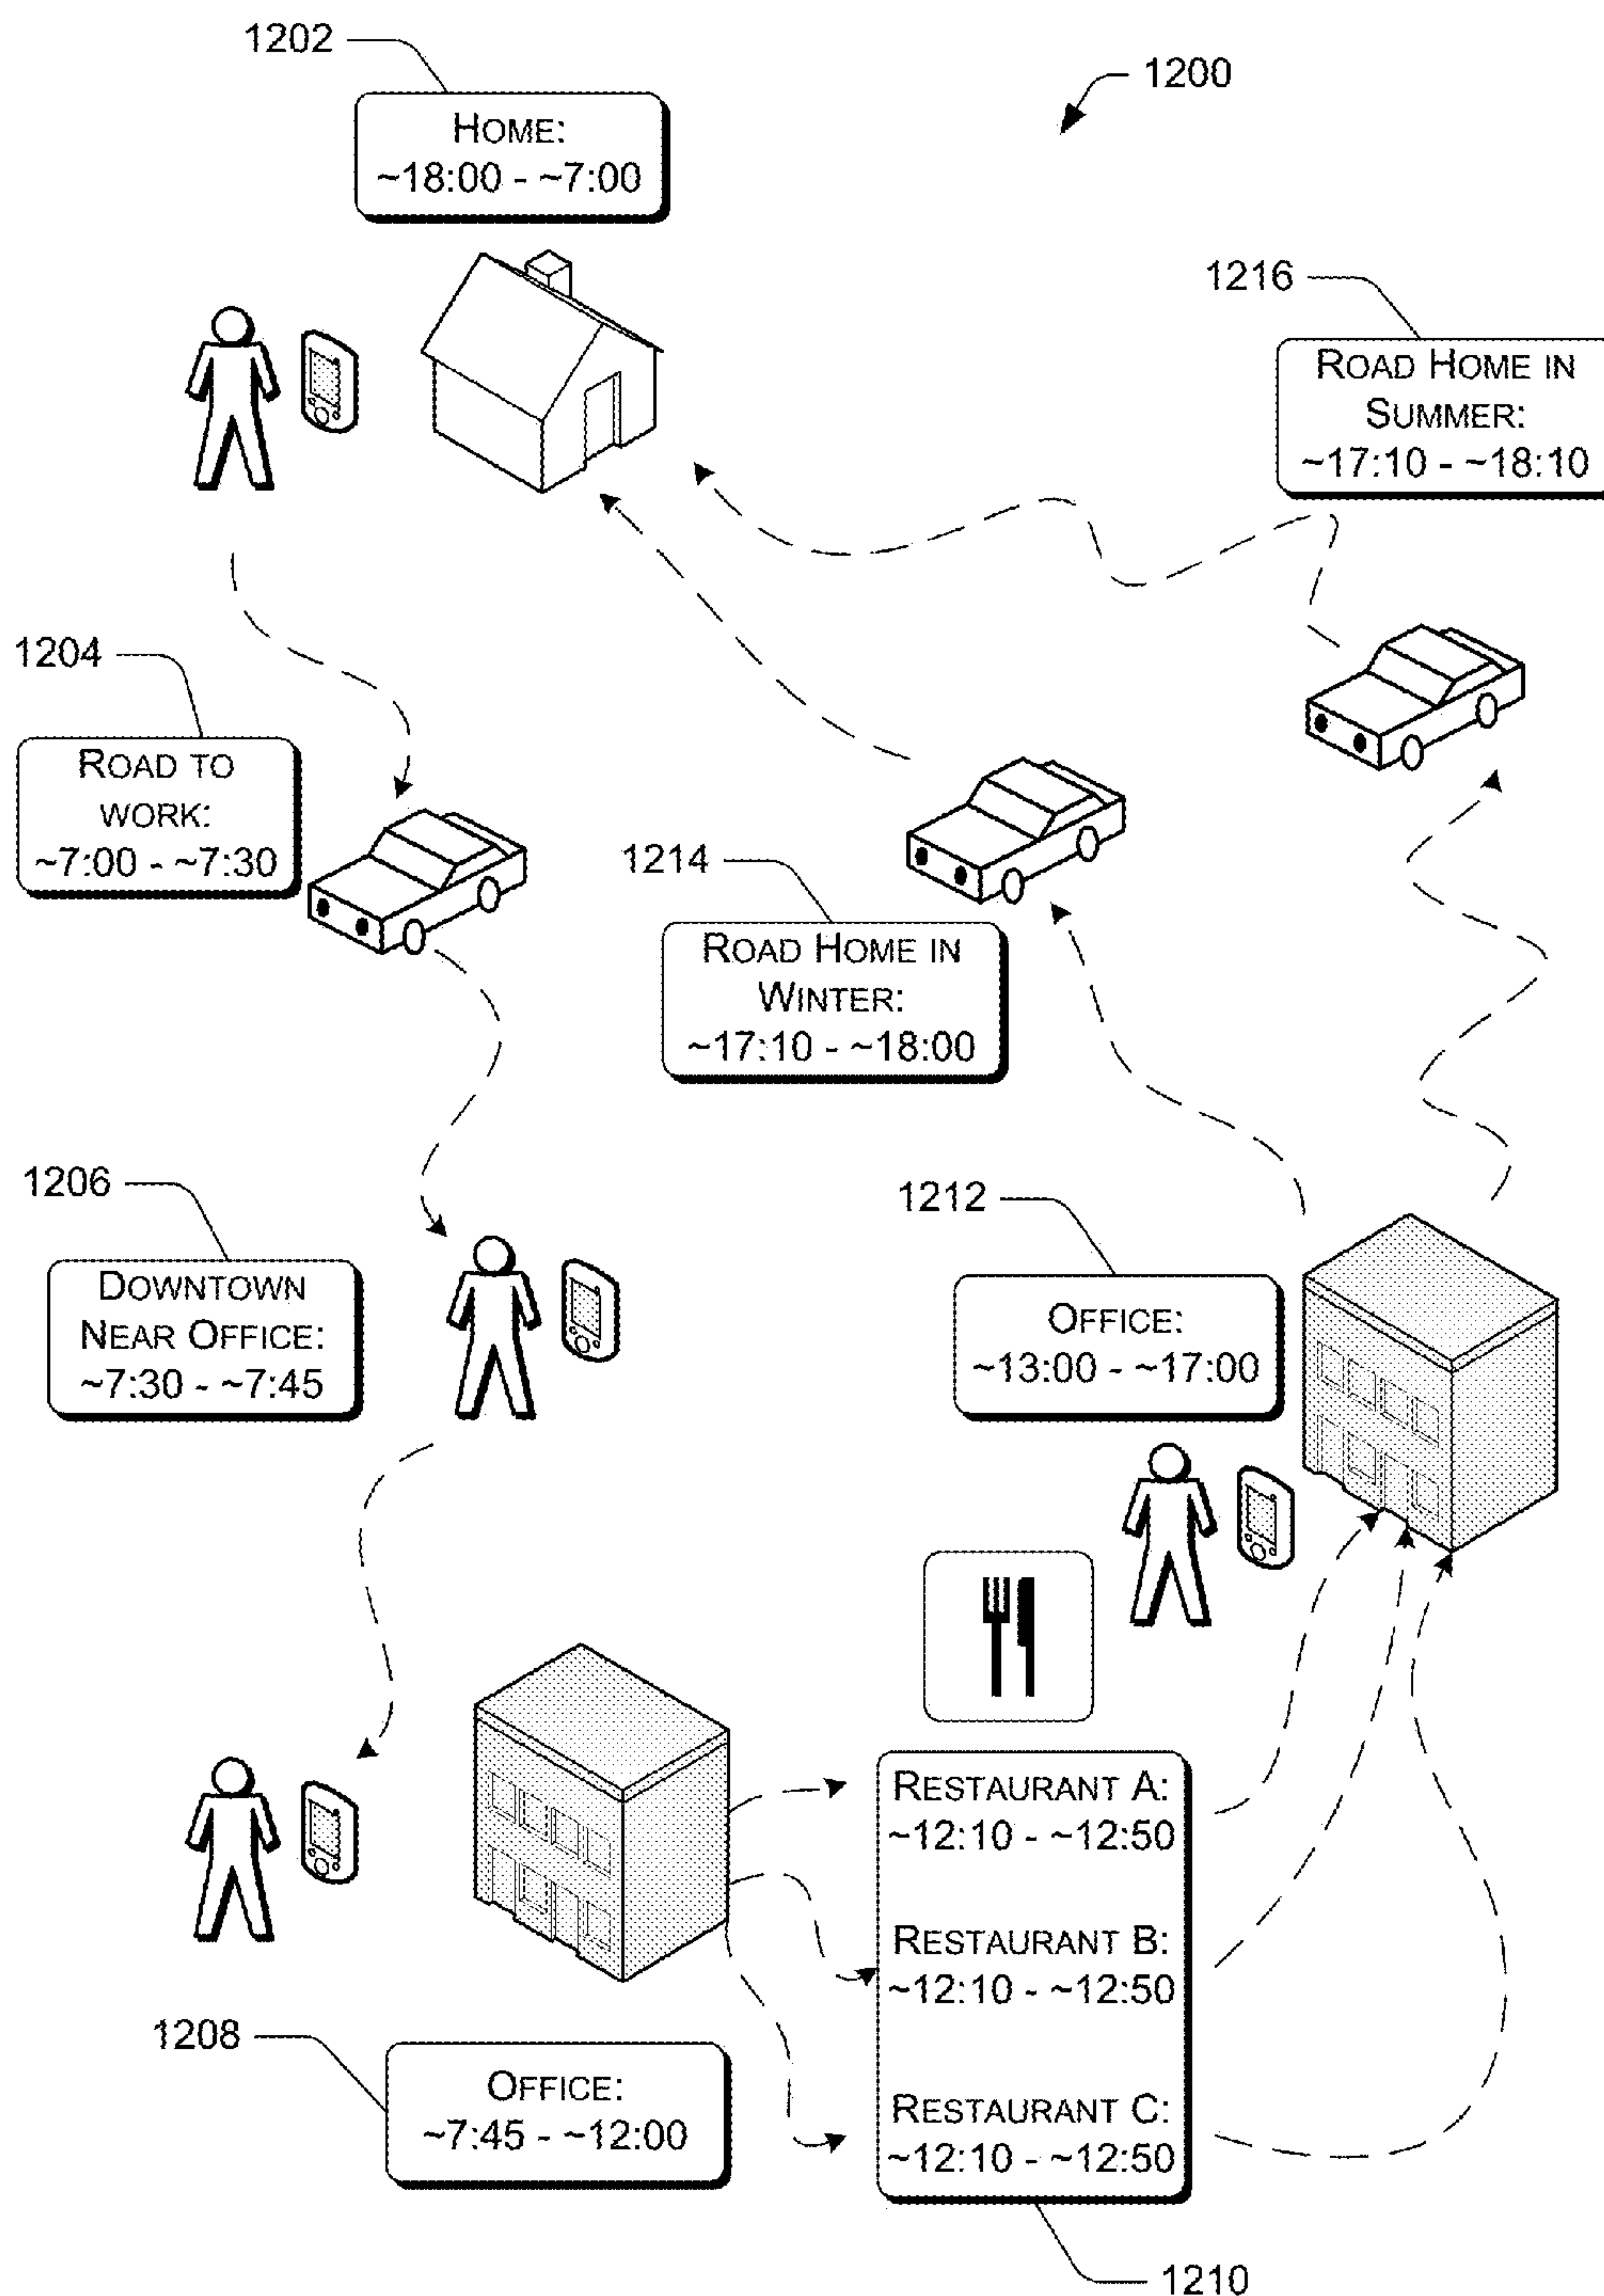 1202
HOME:
~18:00 - ~7:00
1200
1216
ROAD HOME IN
SUMMER:
~17:10 - ~18:10
1204
ROAD TO
WORK:
~7:00 - ~7:30
1214
ROAD HOME IN
WINTER:
~17:10 - ~18:00
1206
DOWNTOWN
NEAR OFFICE:
~7:30 - ~7:45
1212
OFFICE:
~13:00 - ~17:00
1208
OFFICE:
~7:45 - ~12:00
RESTAURANT A:
~12:10 - ~12:50
RESTAURANT B:
~12:10 - ~12:50
RESTAURANT C:
~12:10 - ~12:50
1210